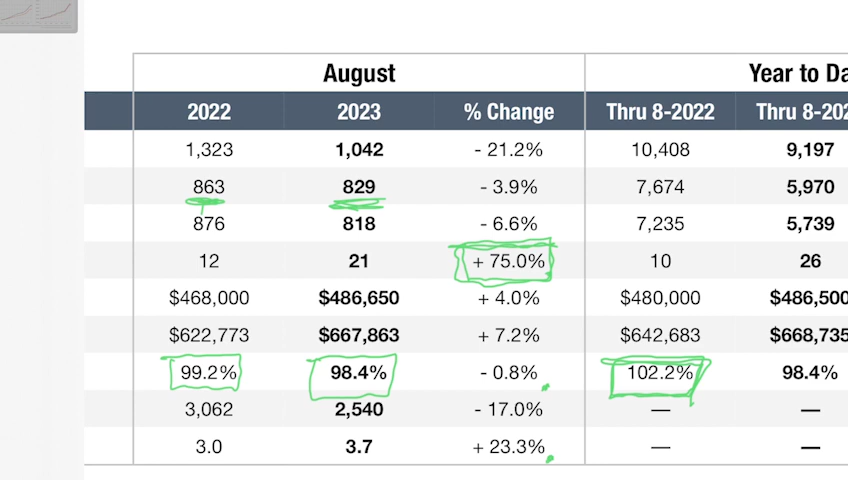 August Year to Da
2022 2023 % Change Thru 8-2022 Thru 8-202
1,323 1,042 - 21.2% 10,408 9,197
863 829 - 3.9% 7,674 5,970
876 818 - 6.6% 7,235 5,739
12 21 + 75.0% 10 26
$468,000 $486,650 + 4.0% $480,000 $486,500
$622,773 $667,863 + 7.2% $642,683 $668,735
99.2% 98.4% - 0.8% 102.2% 98.4%
3,062 2,540 - 17.0% — —
3.0 3.7 + 23.3% — —